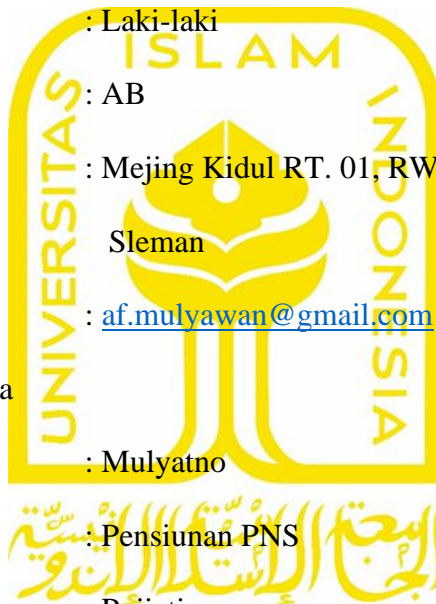 : Laki-laki
ISLAM
: AB
UNIVERSITAS
INDONESIA
: Mejing Kidul RT. 01, RW
Sleman
: af.mulyawan@gmail.com
a
: Mulyatno
: Pensiunan PNS